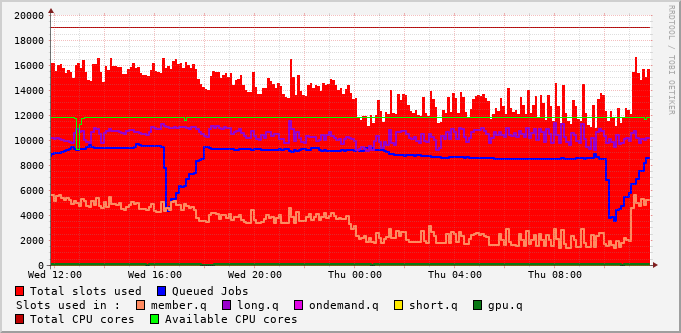 20000
18000
16000
14000
12000
10000
8000
6000
4000
2000
0
Wed 12:00 Wed 16:00 Wed 20:00 Thu 00:00 Thu 04:00 Thu 08:00
Total slots used Queued Jobs
Slots used in : member.q long.q ondemand.q short.q gpu.q
Total CPU cores Available CPU cores
RRDTOOL / TOBI OETIKER